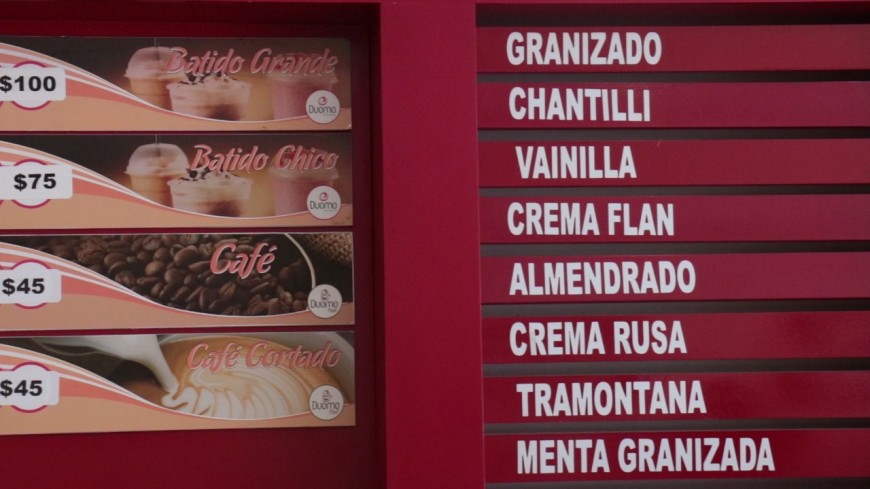 $100
Batido Grande
Duomo
$75
Batido Chico
Duomo
$45
Café
Duomo
$45
Café Cortado
Duomo
GRANIZADO
CHANTILLI
VAINILLA
CREMA FLAN
ALMENDRADO
CREMA RUSA
TRAMONTANA
MENTA GRANIZADA